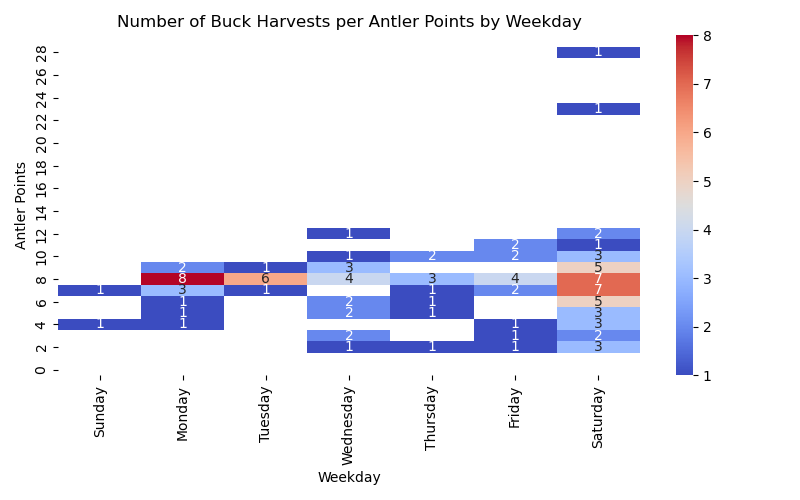 Number of Buck Harvests per Antler Points by Weekday
Antler Points
28
26
24
22
20
18
16
14
12
10
8
6
4
2
0
1
1
1 2
2 1
1 2 2 3
2 1 3 5
8 6 4 3 4 7
1 3 1 1 2 7
1 2 1 5
1 2 1 3
1 1 1 3
2 1 2
1 1 1 3
Sunday
Monday
Tuesday
Wednesday
Thursday
Friday
Saturday
Weekday
8
7
6
5
4
3
2
1